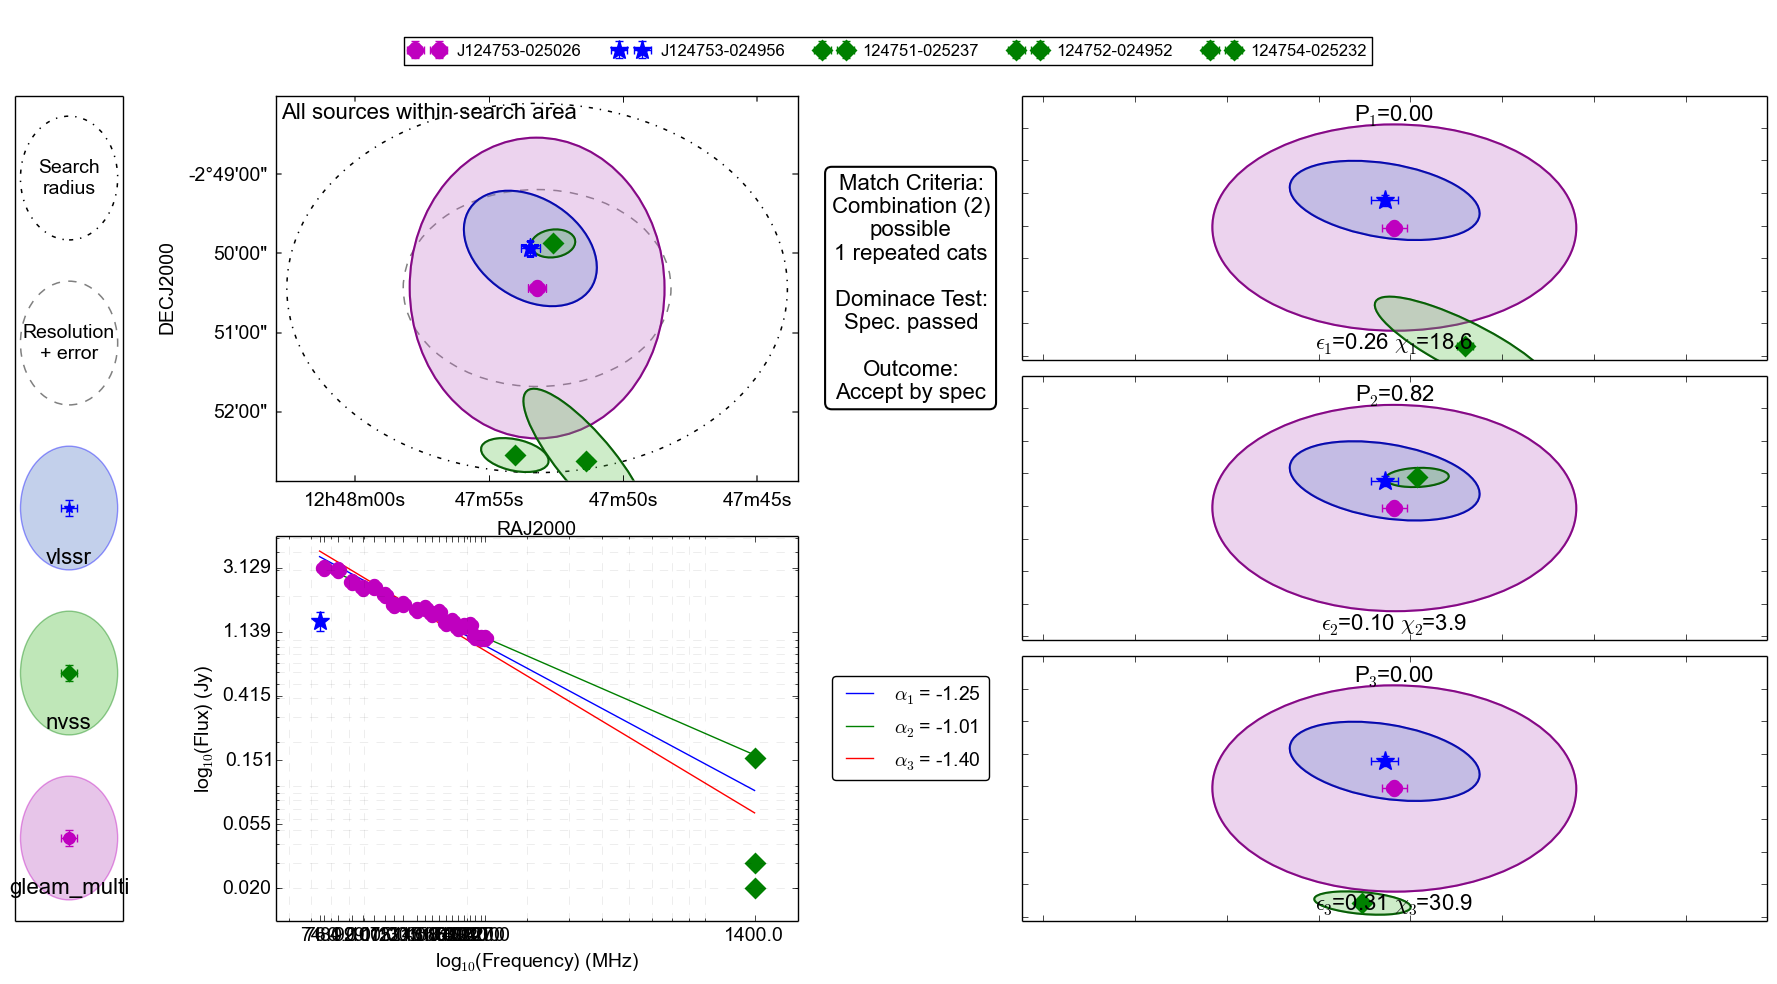 J124753-025026
J124753-024956
124751-025237
124752-024952
124754-025232
Search
radius
Resolution
+ error
vlssr
nvss
gleam_multi
All sources within search area
-2°49'00"
50'00"
51'00"
52'00"
DECJ2000
12h48m00s
47m55s
47m50s
47m45s
RAJ2000
3.129
1.139
0.415
0.151
0.055
0.020
log10(Flux) (Jy)
1400.0
log10(Frequency) (MHz)
Match Criteria:
Combination (2)
possible
1 repeated cats
Dominace Test:
Spec. passed
Outcome:
Accept by spec
α1 = -1.25
α2 = -1.01
α3 = -1.40
P1=0.00
ϵ1=0.26 χ1=18.6
P2=0.82
ϵ2=0.10 χ2=3.9
P3=0.00
ϵ3=0.31 χ3=30.9